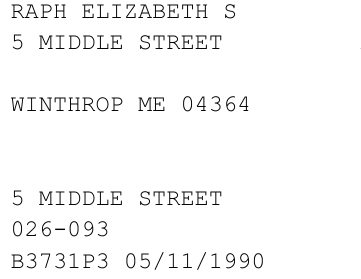 RAPH ELIZABETH S
5 MIDDLE STREET
WINTHROP ME 04364
5 MIDDLE STREET
026-093
B3731P3 05/11/1990